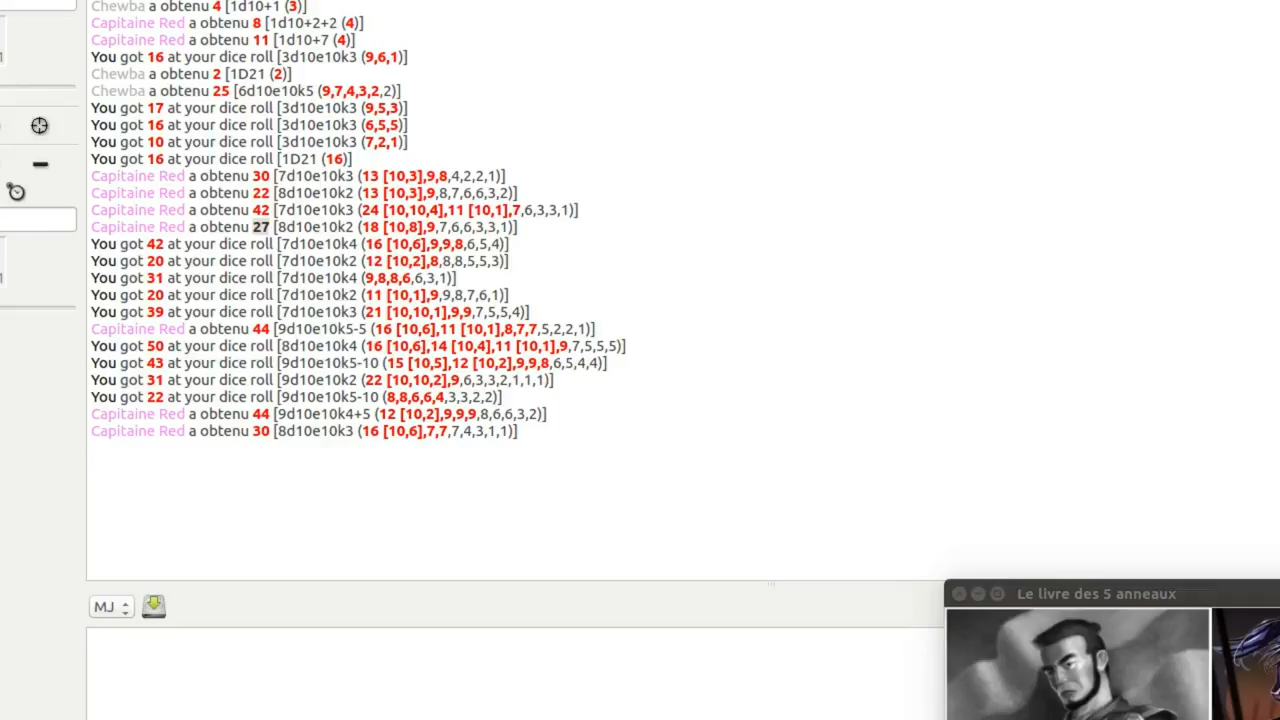 Chewba a obtenu 4 [1d10+1 (3)]
Capitaine Red a obtenu 8 [1d10+2+2 (4)]
Capitaine Red a obtenu 11 [1d10+7 (4)]
You got 16 at your dice roll [3d10e10k3 (9,6,1)]
Chewba a obtenu 2 [1D21 (2)]
Chewba a obtenu 25 [6d10e10k5 (9,7,4,3,2,2)]
You got 17 at your dice roll [3d10e10k3 (9,5,3)]
You got 16 at your dice roll [3d10e10k3 (6,5,5)]
You got 10 at your dice roll [3d10e10k3 (7,2,1)]
You got 16 at your dice roll [1D21 (16)]
Capitaine Red a obtenu 30 [7d10e10k3 (13 [10,3],9,8,4,2,2,1)]
Capitaine Red a obtenu 22 [8d10e10k2 (13 [10,3],9,8,7,6,6,3,2)]
Capitaine Red a obtenu 42 [7d10e10k3 (24 [10,10,4],11 [10,1],7,6,3,3,1)]
Capitaine Red a obtenu 27 [8d10e10k2 (18 [10,8],9,7,6,6,3,3,1)]
You got 42 at your dice roll [7d10e10k4 (16 [10,6],9,9,8,6,5,4)]
You got 20 at your dice roll [7d10e10k2 (12 [10,2],8,8,8,5,5,3)]
You got 31 at your dice roll [7d10e10k4 (9,8,8,6,6,3,1)]
You got 20 at your dice roll [7d10e10k2 (11 [10,1],9,9,8,7,6,1)]
You got 39 at your dice roll [7d10e10k3 (21 [10,10,1],9,9,7,5,5,4)]
Capitaine Red a obtenu 44 [9d10e10k5-5 (16 [10,6],11 [10,1],8,7,7,5,2,2,1)]
You got 50 at your dice roll [8d10e10k4 (16 [10,6],14 [10,4],11 [10,1],9,7,5,5,5)]
You got 43 at your dice roll [9d10e10k5-10 (15 [10,5],12 [10,2],9,9,8,6,5,4,4)]
You got 31 at your dice roll [9d10e10k2 (22 [10,10,2],9,6,3,3,2,1,1,1)]
You got 22 at your dice roll [9d10e10k5-10 (8,8,6,6,4,3,3,2,2)]
Capitaine Red a obtenu 44 [9d10e10k4+5 (12 [10,2],9,9,9,8,6,6,3,2)]
Capitaine Red a obtenu 30 [8d10e10k3 (16 [10,6],7,7,7,4,3,1,1)]
MJ
Le livre des 5 anneaux